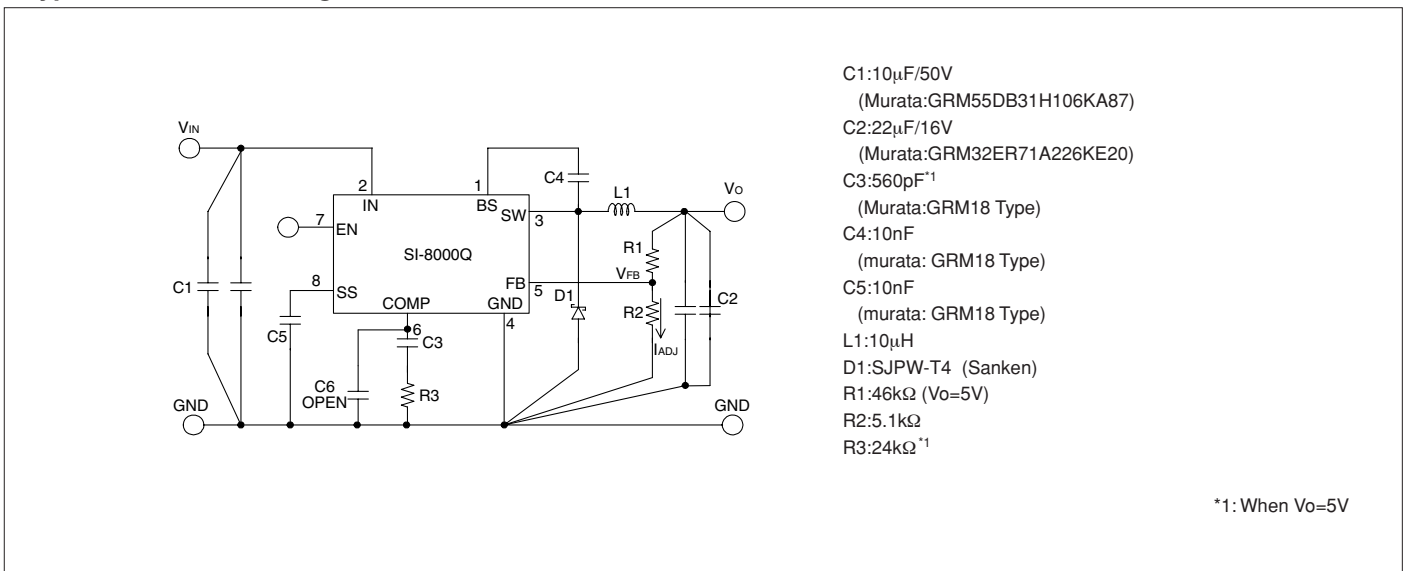 VIN
C4
L1
VO
2
1
IN
BS
SW
3
7
EN
R1
SI-8000Q
VFB
C1
8
SS
FB
5
D1
C2
COMP
GND
R2
4
C5
6
C3
IADJ
C6
OPEN
R3
GND
GND
C1:10μF/50V
(Murata:GRM55DB31H106KA87)
C2:22μF/16V
(Murata:GRM32ER71A226KE20)
C3:560pF*1
(Murata:GRM18 Type)
C4:10nF
(murata: GRM18 Type)
C5:10nF
(murata: GRM18 Type)
L1:10μH
D1:SJPW-T4 (Sanken)
R1:46kΩ (Vo=5V)
R2:5.1kΩ
R3:24kΩ*1
*1: When Vo=5V